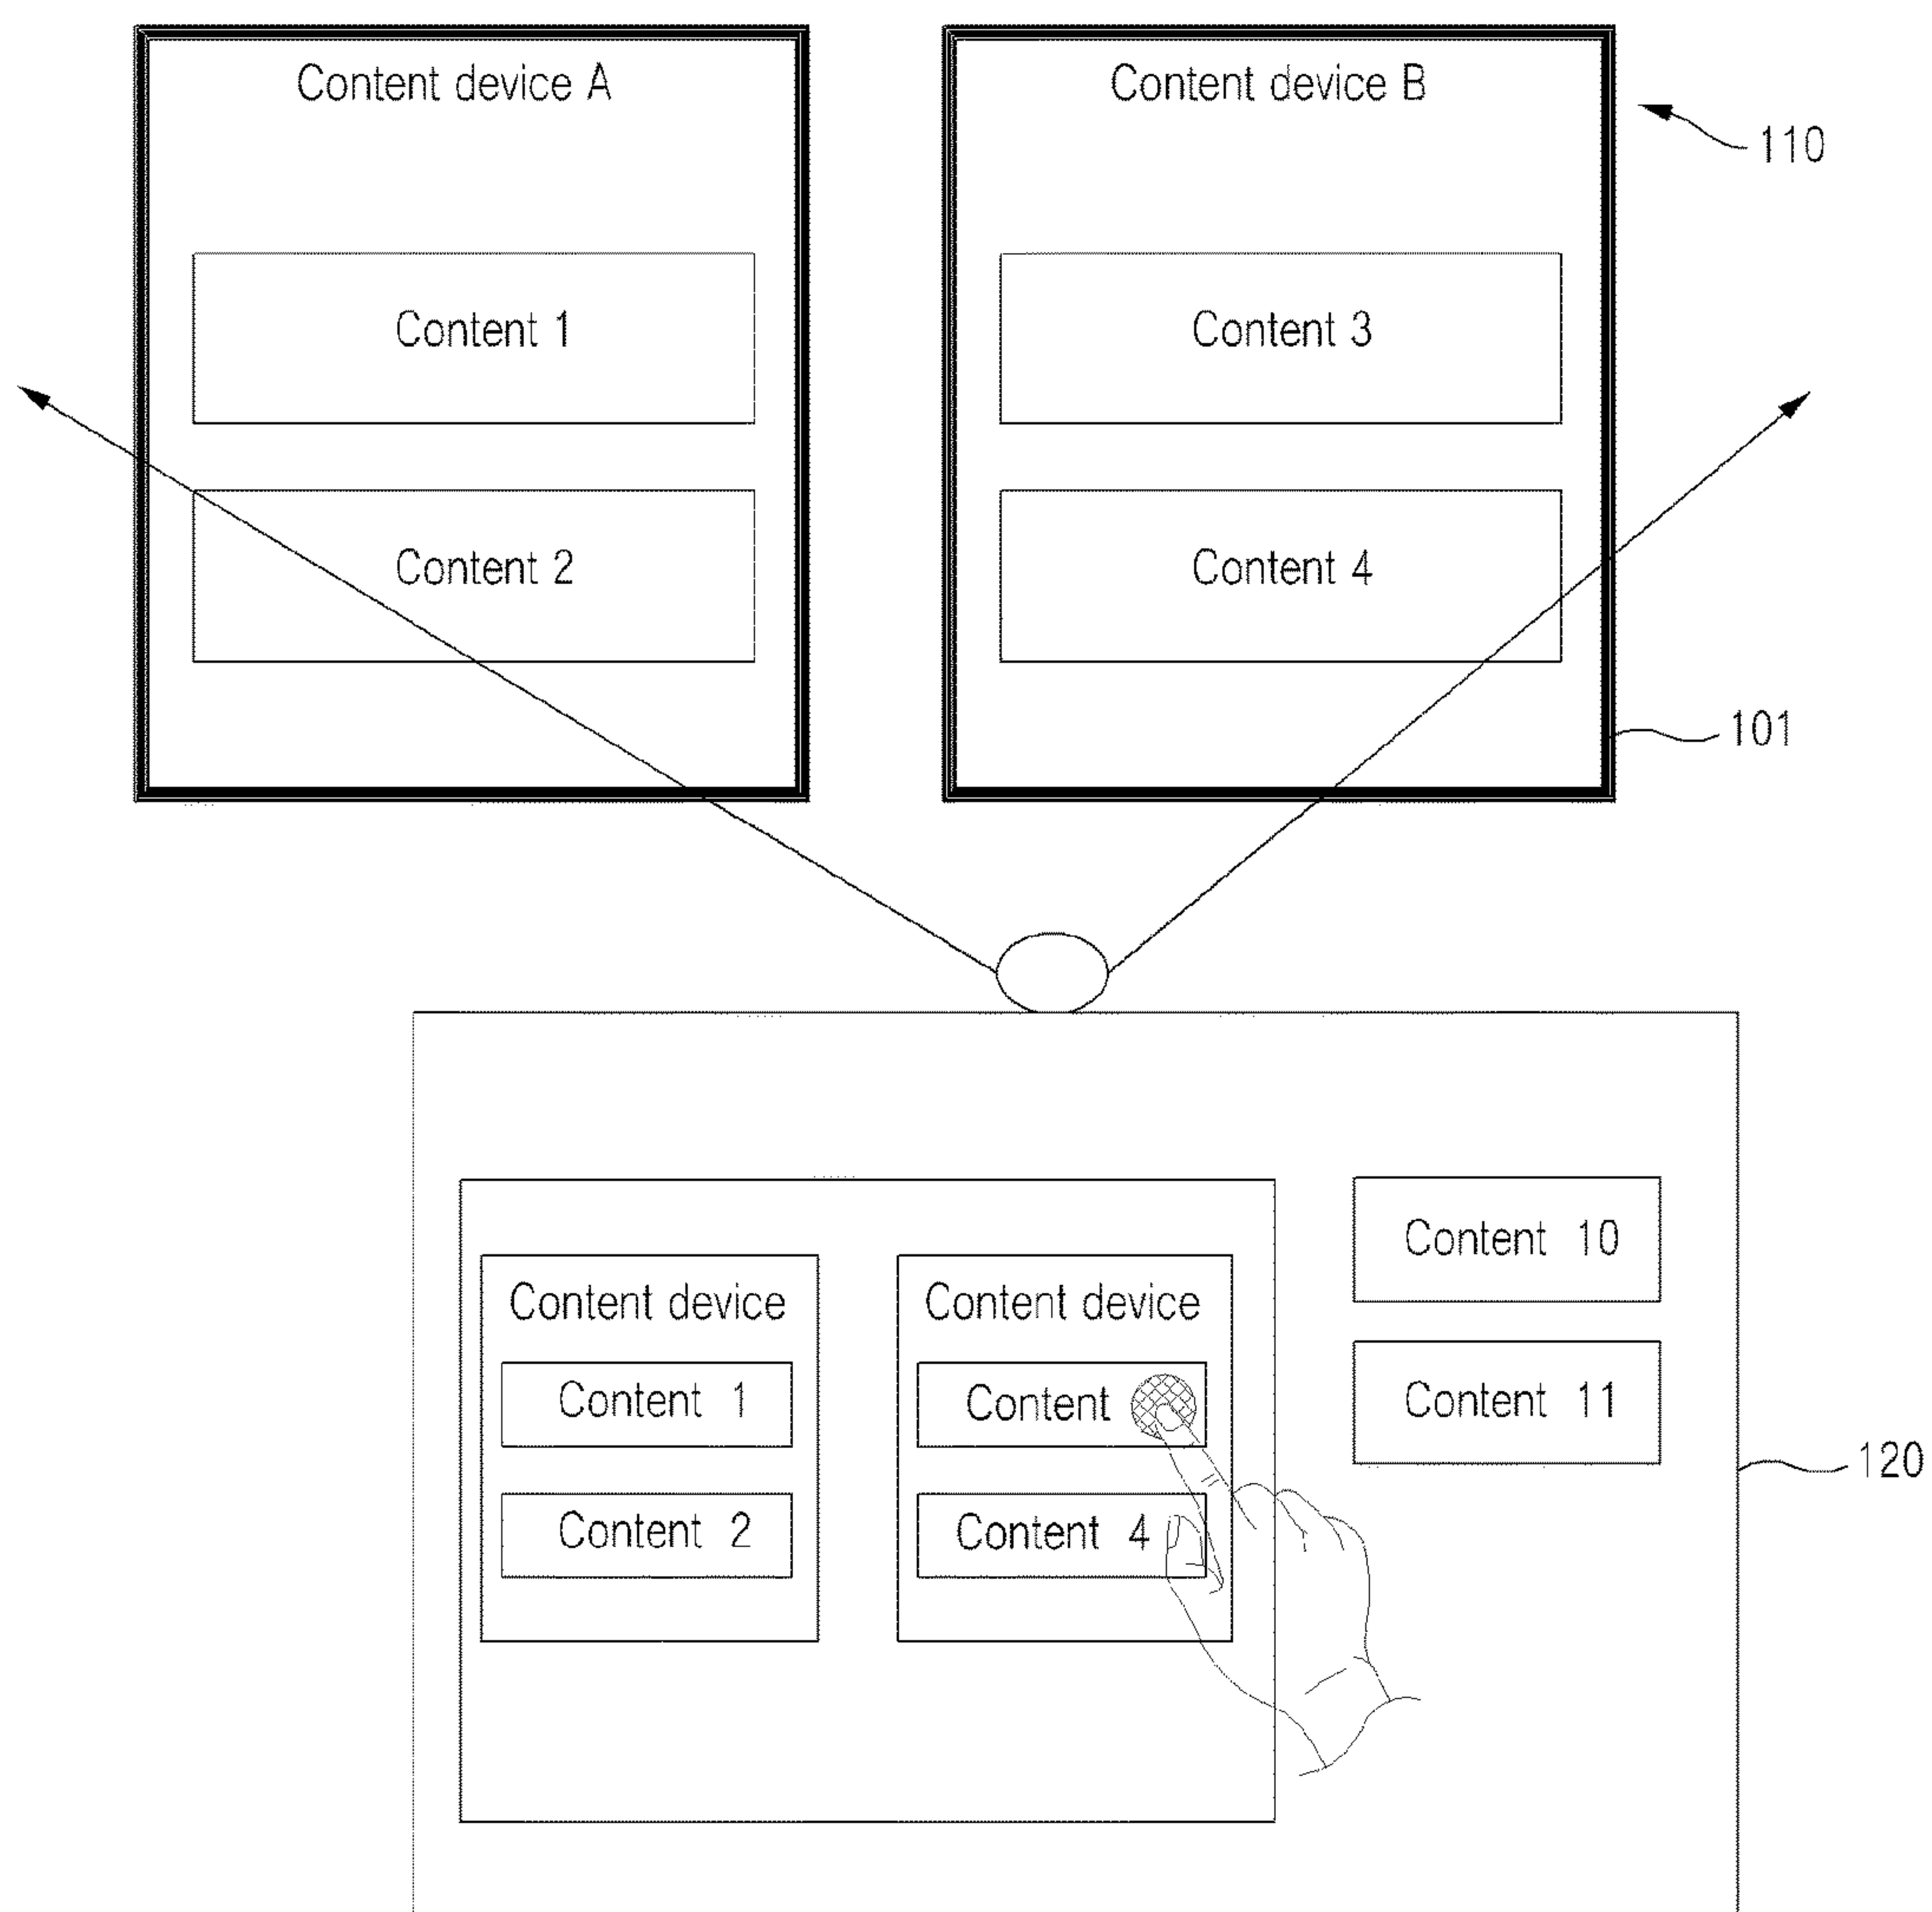 Content device A
Content device B
110
Content 1
Content 3
Content 2
Content 4
101
Content device
Content device
Content 10
Content 1
Content
Content 11
120
Content 2
Content 4